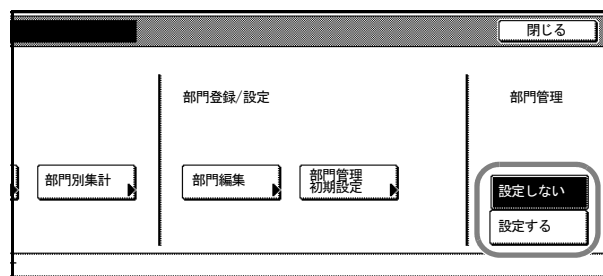 閉じる
部門登録/設定
部門管理
部門別集計
部門編集
部門管理
初期設定
設定しない
設定する